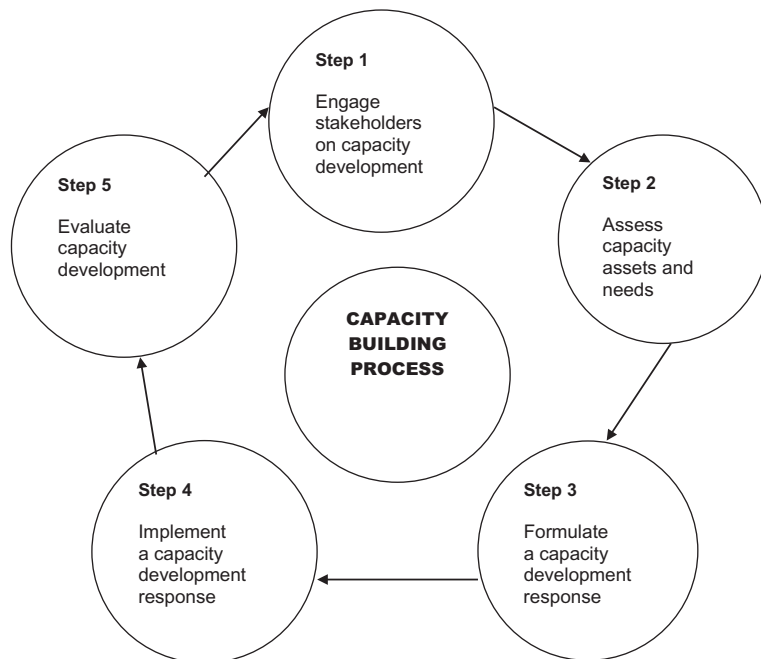 Step 1
Engage
stakeholders
on capacity
development
Step 2
Assess
capacity
assets and
needs
Step 3
Formulate
a capacity
development
response
Step 4
Implement
a capacity
development
response
Step 5
Evaluate
capacity
development
CAPACITY
BUILDING
PROCESS